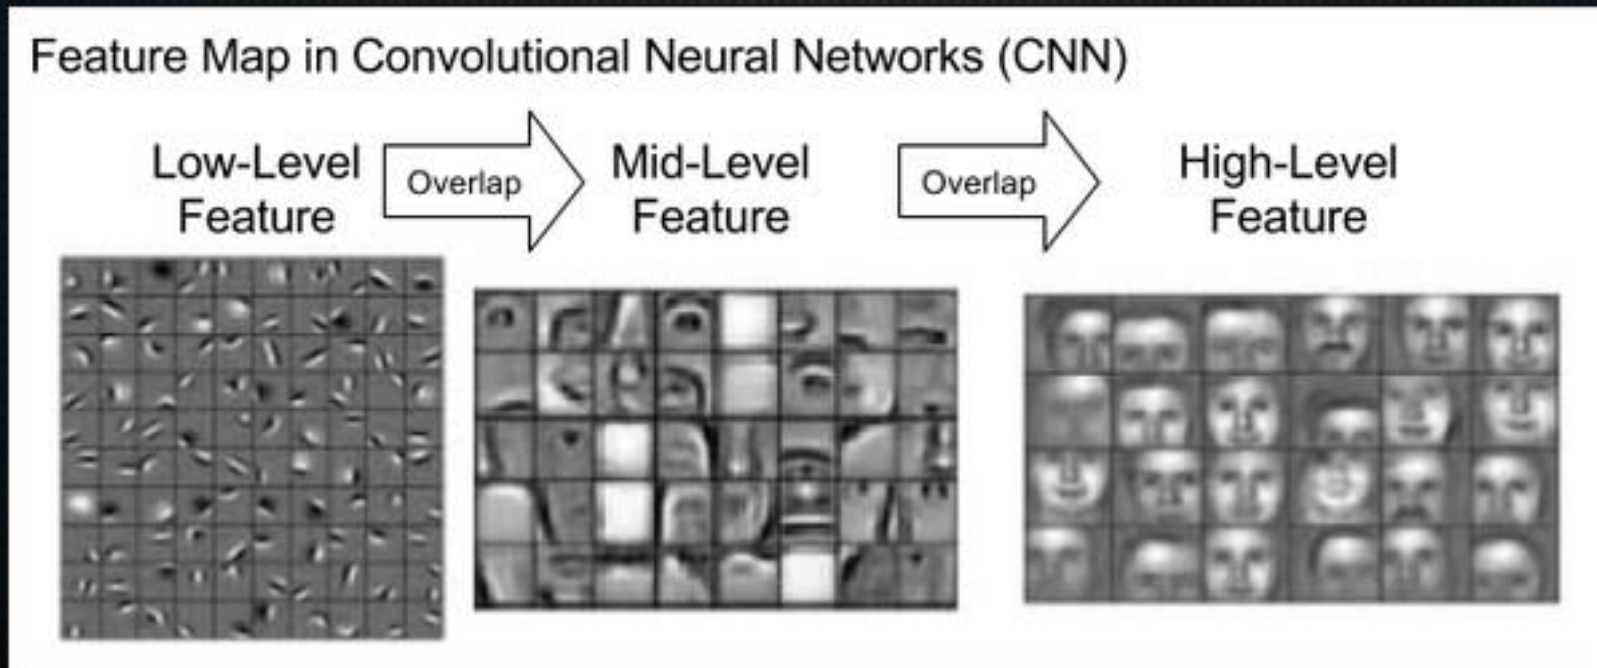 Feature Map in Convolutional Neural Networks (CNN)
Low-Level
Feature
Overlap
Mid-Level
Feature
Overlap
High-Level
Feature